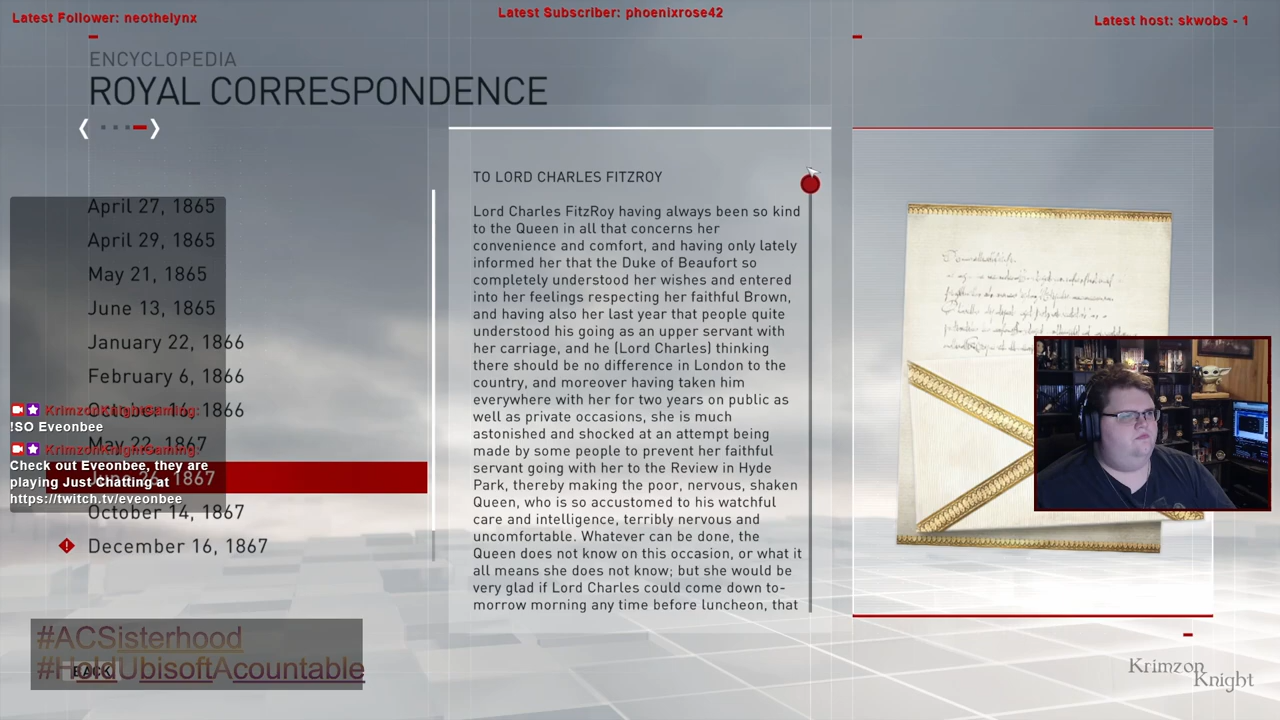 Latest Follower: neothelynx
Latest Subscriber: phoenixrose42
Latest host: skwobs - 1
ENCYCLOPEDIA
ROYAL CORRESPONDENCE
April 27, 1865
April 29, 1865
May 21, 1865
June 13, 1865
January 22, 1866
February 6, 1866
October 16, 1866
May 22, 1867
1867
October 14, 1867
December 16, 1867
KrimzonKnightGaming:
!SO Eveonbee
KrimzonKnightGaming:
Check out Eveonbee, they are
playing Just Chatting at
https://twitch.tv/eveonbee
TO LORD CHARLES FITZROY
Lord Charles FitzRoy having always been so kind
to the Queen in all that concerns her
convenience and comfort, and having only lately
informed her that the Duke of Beaufort so
completely understood her wishes and entered
into her feelings respecting her faithful Brown,
and having also her last year that people quite
understood his going as an upper servant with
her carriage, and he (Lord Charles) thinking
there should be no difference in London to the
country, and moreover having taken him
everywhere with her for two years on public as
well as private occasions, she is much
astonished and shocked at an attempt being
made by some people to prevent her faithful
servant going with her to the Review in Hyde
Park, thereby making the poor, nervous, shaken
Queen, who is so accustomed to his watchful
care and intelligence, terribly nervous and
uncomfortable. Whatever can be done, the
Queen does not know on this occasion, or what it
all means she does not know; but she would be
very glad if Lord Charles could come down to-
morrow morning any time before luncheon, that
#ACSisterhood
#HoldUbisoftAcountable
BACK
Krimzon
Knight